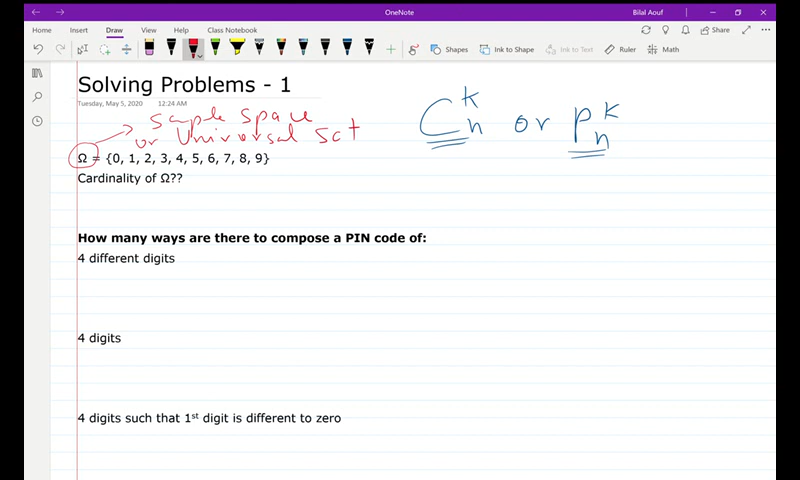 OneNote
Bilal Aouf
Home Insert Draw View Help Class Notebook
Share
Shapes Ink to Shape Ink to Text Ruler Math
Solving Problems - 1
Tuesday, May 5, 2020 12:24 AM
Sample Space
or Universal Set
C n k or P n k
Ω = {0, 1, 2, 3, 4, 5, 6, 7, 8, 9}
Cardinality of Ω??
How many ways are there to compose a PIN code of:
4 different digits
4 digits
4 digits such that 1st digit is different to zero